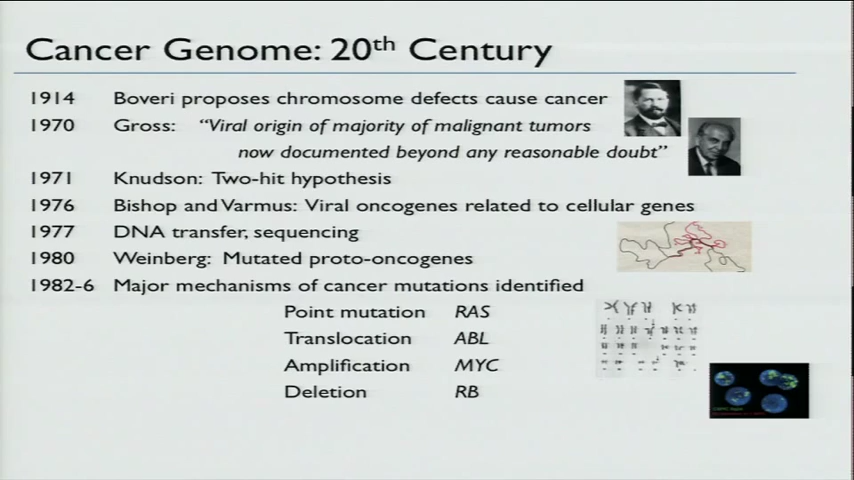 Cancer Genome: 20th Century
1914 Boveri proposes chromosome defects cause cancer
1970 Gross: “Viral origin of majority of malignant tumors
now documented beyond any reasonable doubt”
1971 Knudson: Two-hit hypothesis
1976 Bishop and Varmus: Viral oncogenes related to cellular genes
1977 DNA transfer, sequencing
1980 Weinberg: Mutated proto-oncogenes
1982-6 Major mechanisms of cancer mutations identified
Point mutation RAS
Translocation ABL
Amplification MYC
Deletion RB